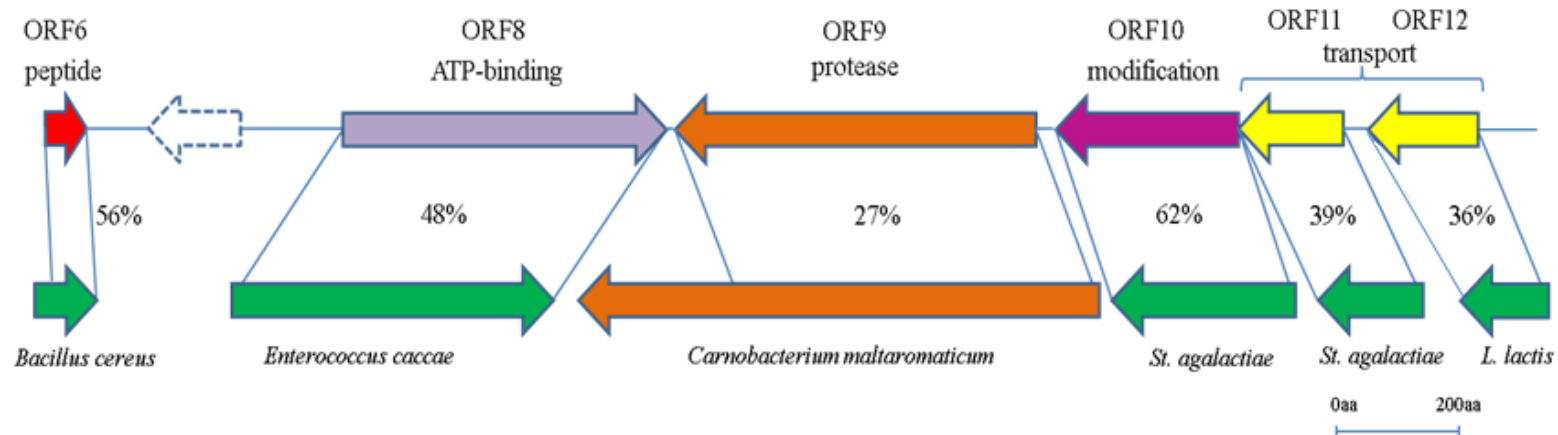 ORF6
peptide
ORF8
ATP-binding
ORF9
protease
ORF10
modification
ORF11 ORF12
transport
56%
48%
27%
62%
39%
36%
Bacillus cereus
Enterococcus caccae
Carnobacterium maltaromaticum
St. agalactiae
St. agalactiae
L. lactis
0aa 200aa